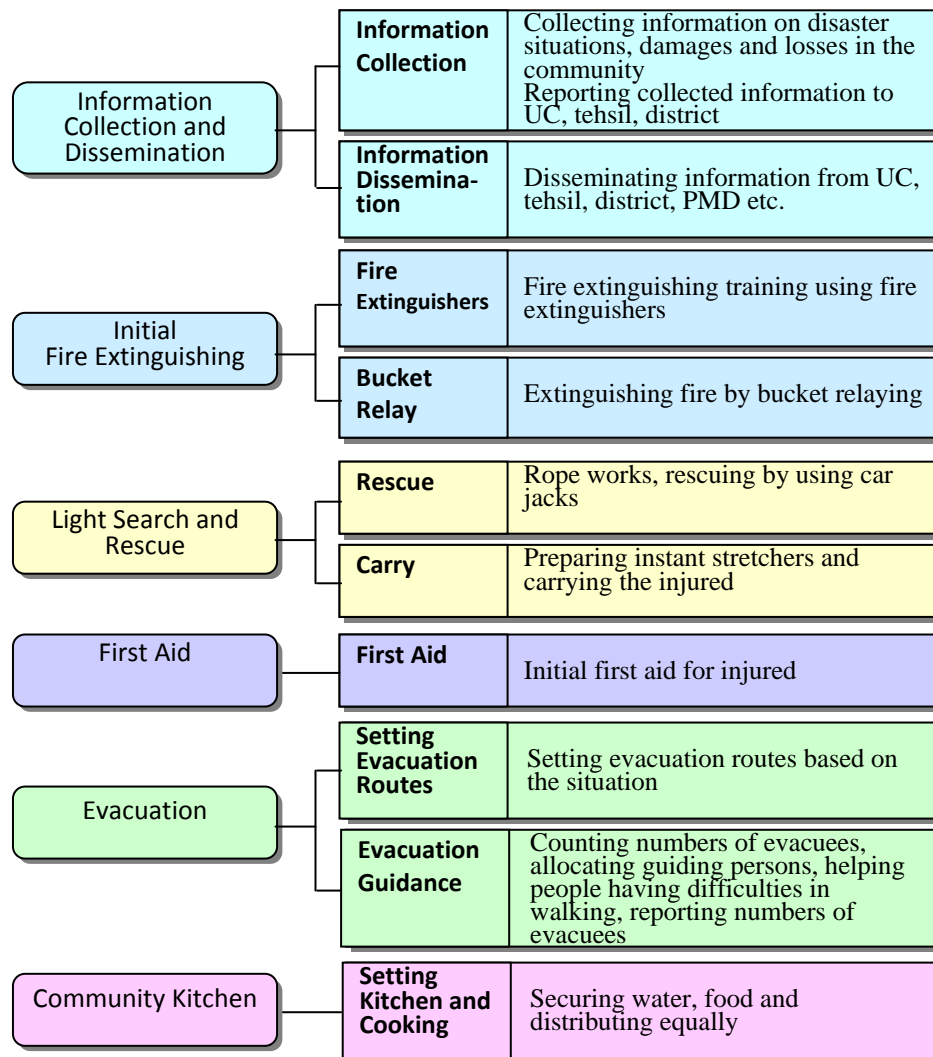 Information
Collection and
Dissemination
Information
Collection
Collecting information on disaster
situations, damages and losses in the
community
Reporting collected information to
UC, tehsil, district
Information
Dissemina-
tion
Disseminating information from UC,
tehsil, district, PMD etc.
Initial
Fire Extinguishing
Fire
Extinguishers
Fire extinguishing training using fire
extinguishers
Bucket
Relay
Extinguishing fire by bucket relaying
Light Search and
Rescue
Rescue
Rope works, rescuing by using car
jacks
Carry
Preparing instant stretchers and
carrying the injured
First Aid
First Aid
Initial first aid for injured
Evacuation
Setting
Evacuation
Routes
Setting evacuation routes based on
the situation
Evacuation
Guidance
Counting numbers of evacuees,
allocating guiding persons, helping
people having difficulties in
walking, reporting numbers of
evacuees
Community Kitchen
Setting
Kitchen and
Cooking
Securing water, food and
distributing equally